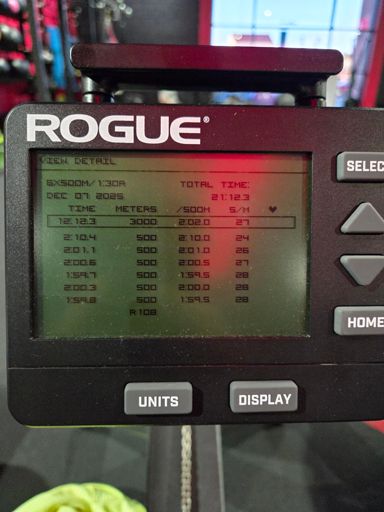 ROGUE®
VIEW DETAIL
6X500M/1:30R TOTAL TIME:
DEC 07 2025 21:12.3
TIME METERS /500M S/M ♥
12:12.3 3000 2:02.0 27
2:10.4 500 2:10.0 24
2:01.1 500 2:01.0 26
2:00.6 500 2:00.5 27
1:59.7 500 1:59.5 28
2:00.3 500 2:00.0 28
1:59.8 500 1:59.5 28
R108
SELEC
HOME
UNITS DISPLAY